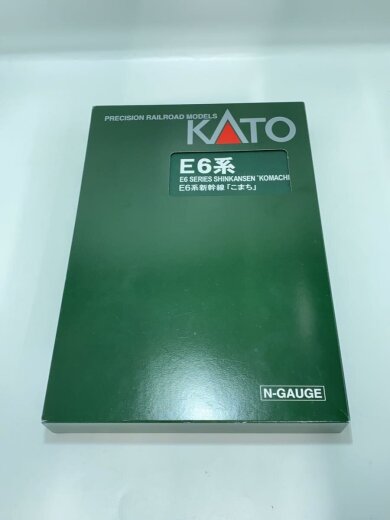 PRECISION RAILROAD MODELS
KATO
E6系
E6 SERIES SHINKANSEN "KOMACHI
E6系新幹線「こまち」
N-GAUGE